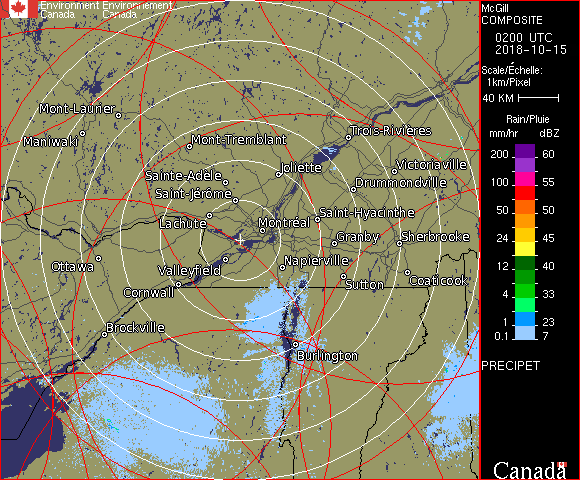 Environment Environnement
Canada Canada
McGill
COMPOSITE
0200 UTC
2018-10-15
Scale/Échelle:
1km/Pixel
40 KM
Rain/Pluie
mm/hr dBZ
200 60
100 55
50 50
24 45
12 40
4 33
1 23
0.1 7
PRECIPET
Canada
Mont-Laurier
Maniwaki
Mont-Tremblant
Trois-Rivières
Sainte-Adèle
Joliette
Victoriaville
Saint-Jérôme
Drummondville
Lachute
Montréal
Saint-Hyacinthe
Granby
Sherbrooke
Ottawa
Valleyfield
Napierville
Cornwall
Sutton
Coaticook
Brockville
Burlington